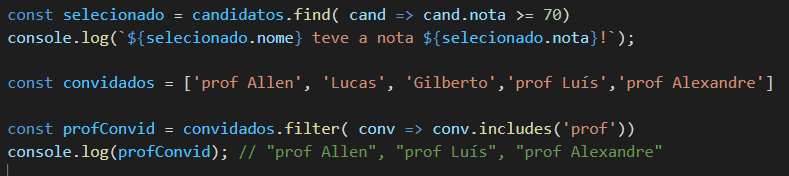 const selecionado = candidatos.find( cand => cand.nota >= 70)
console.log(`${selecionado.nome} teve a nota ${selecionado.nota}!`);
const convidados = ['prof Allen', 'Lucas', 'Gilberto','prof Luís','prof Alexandre']
const profConvid = convidados.filter( conv => conv.includes('prof'))
console.log(profConvid); // "prof Allen", "prof Luís", "prof Alexandre"